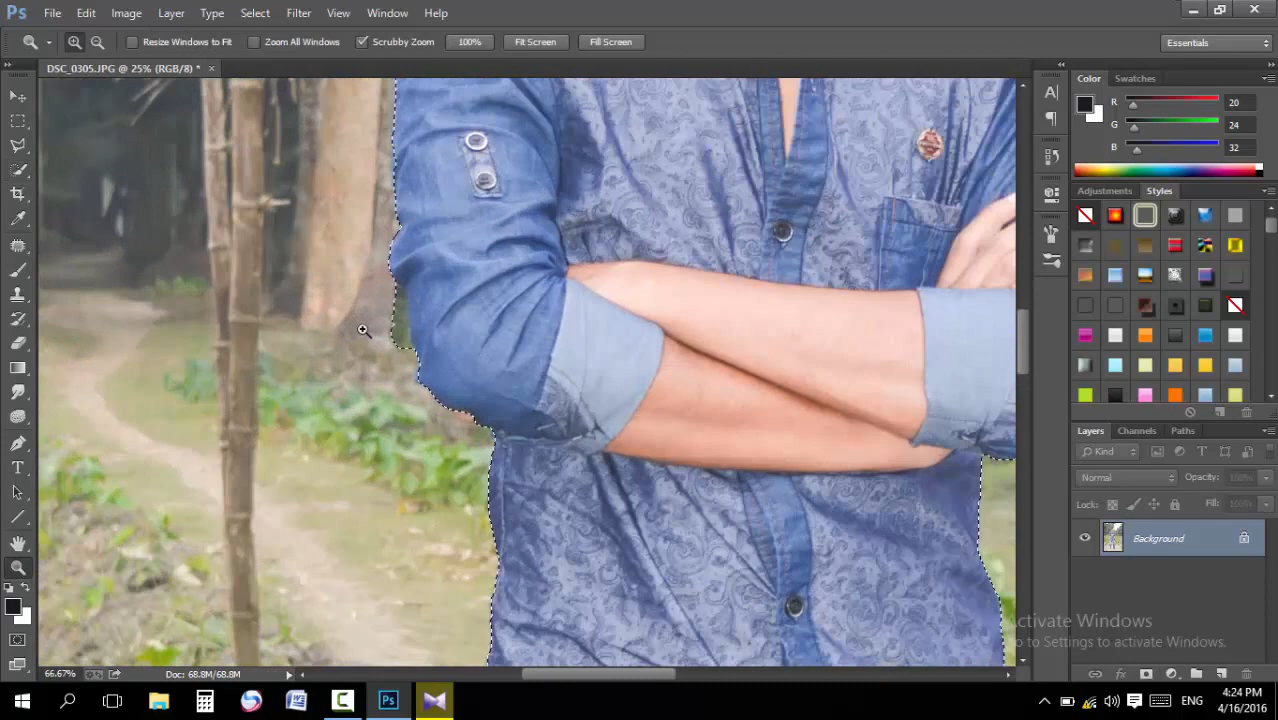 Ps File Edit Image Layer Type Select Filter 3D View Window Help
Resize Windows to Fit Zoom All Windows Scrubby Zoom 100% Fit Screen Fill Screen Essentials
DSC_0305.JPG @ 25% (RGB/8) * ×
Color Swatches
R 20
G 24
B 32
Adjustments Styles
Layers Channels Paths
Kind
Normal Opacity: 100%
Lock: Fill: 100%
Background
Activate Windows
Go to Settings to activate Windows.
66.67% Doc: 68.8M/68.8M
ENG
4:24 PM
4/16/2016